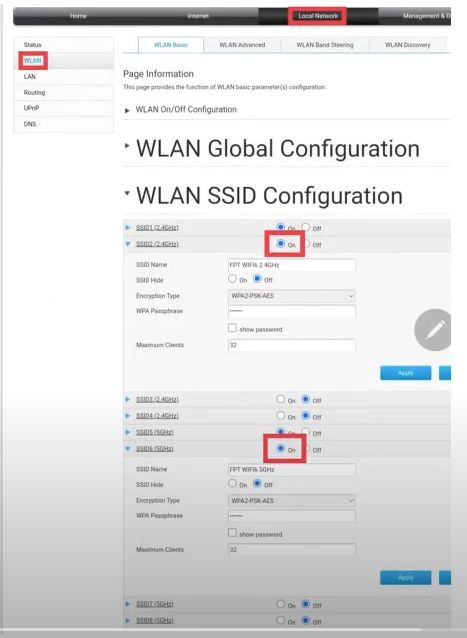 Home Internet Local Network Management & D
Status
WLAN
LAN
Routing
UPnP
DNS
WLAN Basic WLAN Advanced WLAN Band Steering WLAN Discovery
Page Information
This page provides the function of WLAN basic parameter(s) configuration.
WLAN On/Off Configuration
WLAN Global Configuration
WLAN SSID Configuration
SSID1 (2.4GHz) On Off
SSID2 (2.4GHz) On Off
SSID Name FPT WIFI6 2.4GHz
SSID Hide On Off
Encryption Type WPA2-PSK-AES
WPA Passphrase ••••••
show password
Maximum Clients 32
Apply
SSID3 (2.4GHz) On Off
SSID4 (2.4GHz) On Off
SSID5 (5GHz) On Off
SSID6 (5GHz) On Off
SSID Name FPT WIFI6 5GHz
SSID Hide On Off
Encryption Type WPA2-PSK-AES
WPA Passphrase ••••••
show password
Maximum Clients 32
Apply
SSID7 (5GHz) On Off
SSID8 (5GHz) On Off